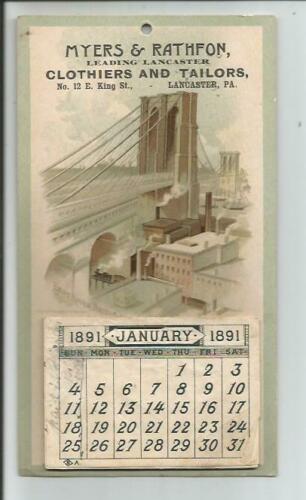 MYERS & RATHFON,
LEADING LANCASTER
CLOTHIERS AND TAILORS,
No. 12 E. King St., - LANCASTER, PA.
1891 JANUARY 1891
SUN MON TUE WED THU FRI SAT
1 2 3
4 5 6 7 8 9 10
11 12 13 14 15 16 17
18 19 20 21 22 23 24
25 26 27 28 29 30 31